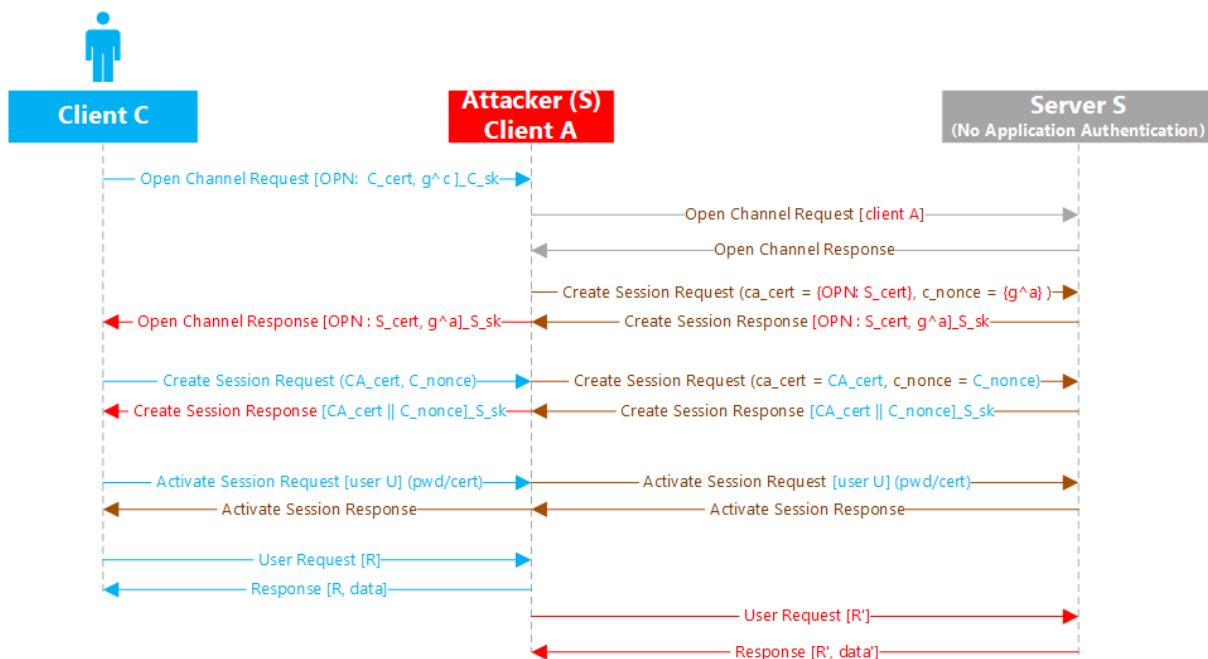 Client C
Attacker (S)
Client A
Server S
(No Application Authentication)
Open Channel Request [OPN:  C_cert, g^c ]_C_sk
Open Channel Request [client A]
Open Channel Response
Create Session Request (ca_cert = {OPN: S_cert}, c_nonce = {g^a} )
Open Channel Response [OPN : S_cert, g^a]_S_sk
Create Session Response [OPN : S_cert, g^a]_S_sk
Create Session Request (CA_cert, C_nonce)
Create Session Request (ca_cert = CA_cert, c_nonce = C_nonce)
Create Session Response [CA_cert || C_nonce]_S_sk
Create Session Response [CA_cert || C_nonce]_S_sk
Activate Session Request [user U] (pwd/cert)
Activate Session Request [user U] (pwd/cert)
Activate Session Response
Activate Session Response
User Request [R]
Response [R, data]
User Request [R']
Response [R', data']